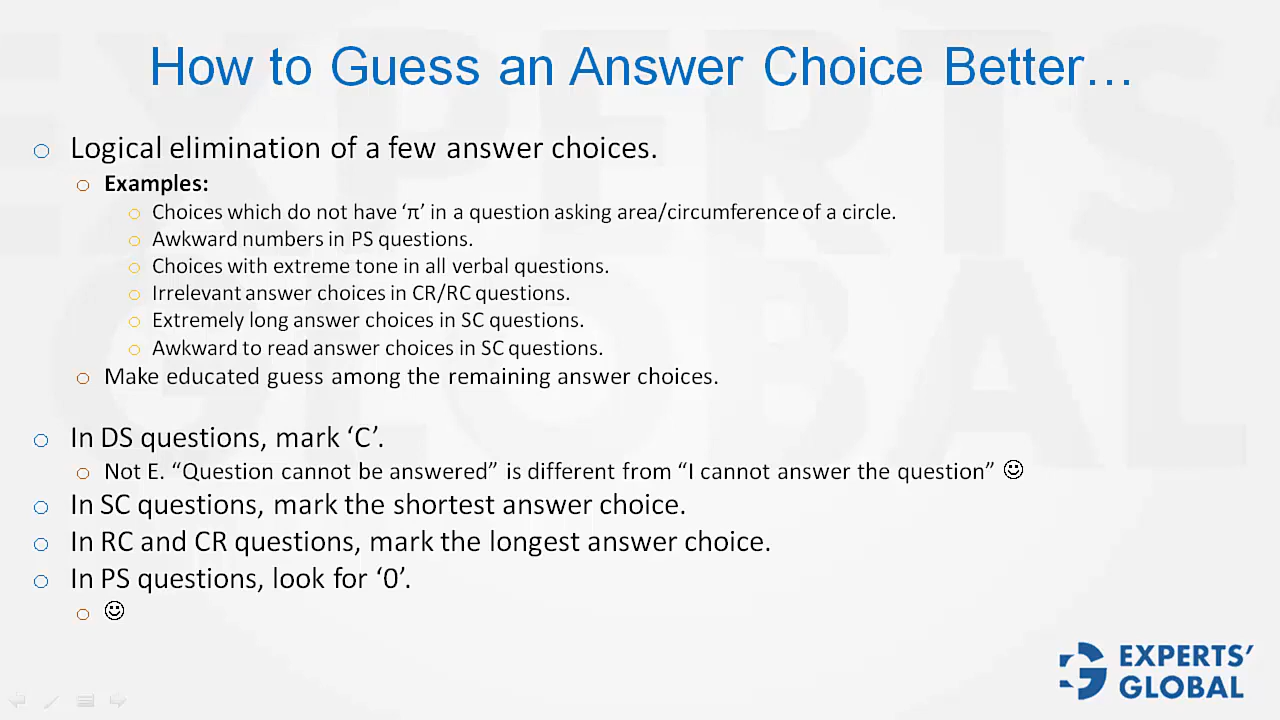 How to Guess an Answer Choice Better…
Logical elimination of a few answer choices.
Examples:
Choices which do not have ‘π’ in a question asking area/circumference of a circle.
Awkward numbers in PS questions.
Choices with extreme tone in all verbal questions.
Irrelevant answer choices in CR/RC questions.
Extremely long answer choices in SC questions.
Awkward to read answer choices in SC questions.
Make educated guess among the remaining answer choices.
In DS questions, mark ‘C’.
Not E. “Question cannot be answered” is different from “I cannot answer the question” ☺
In SC questions, mark the shortest answer choice.
In RC and CR questions, mark the longest answer choice.
In PS questions, look for ‘0’.
☺
EXPERTS’
GLOBAL